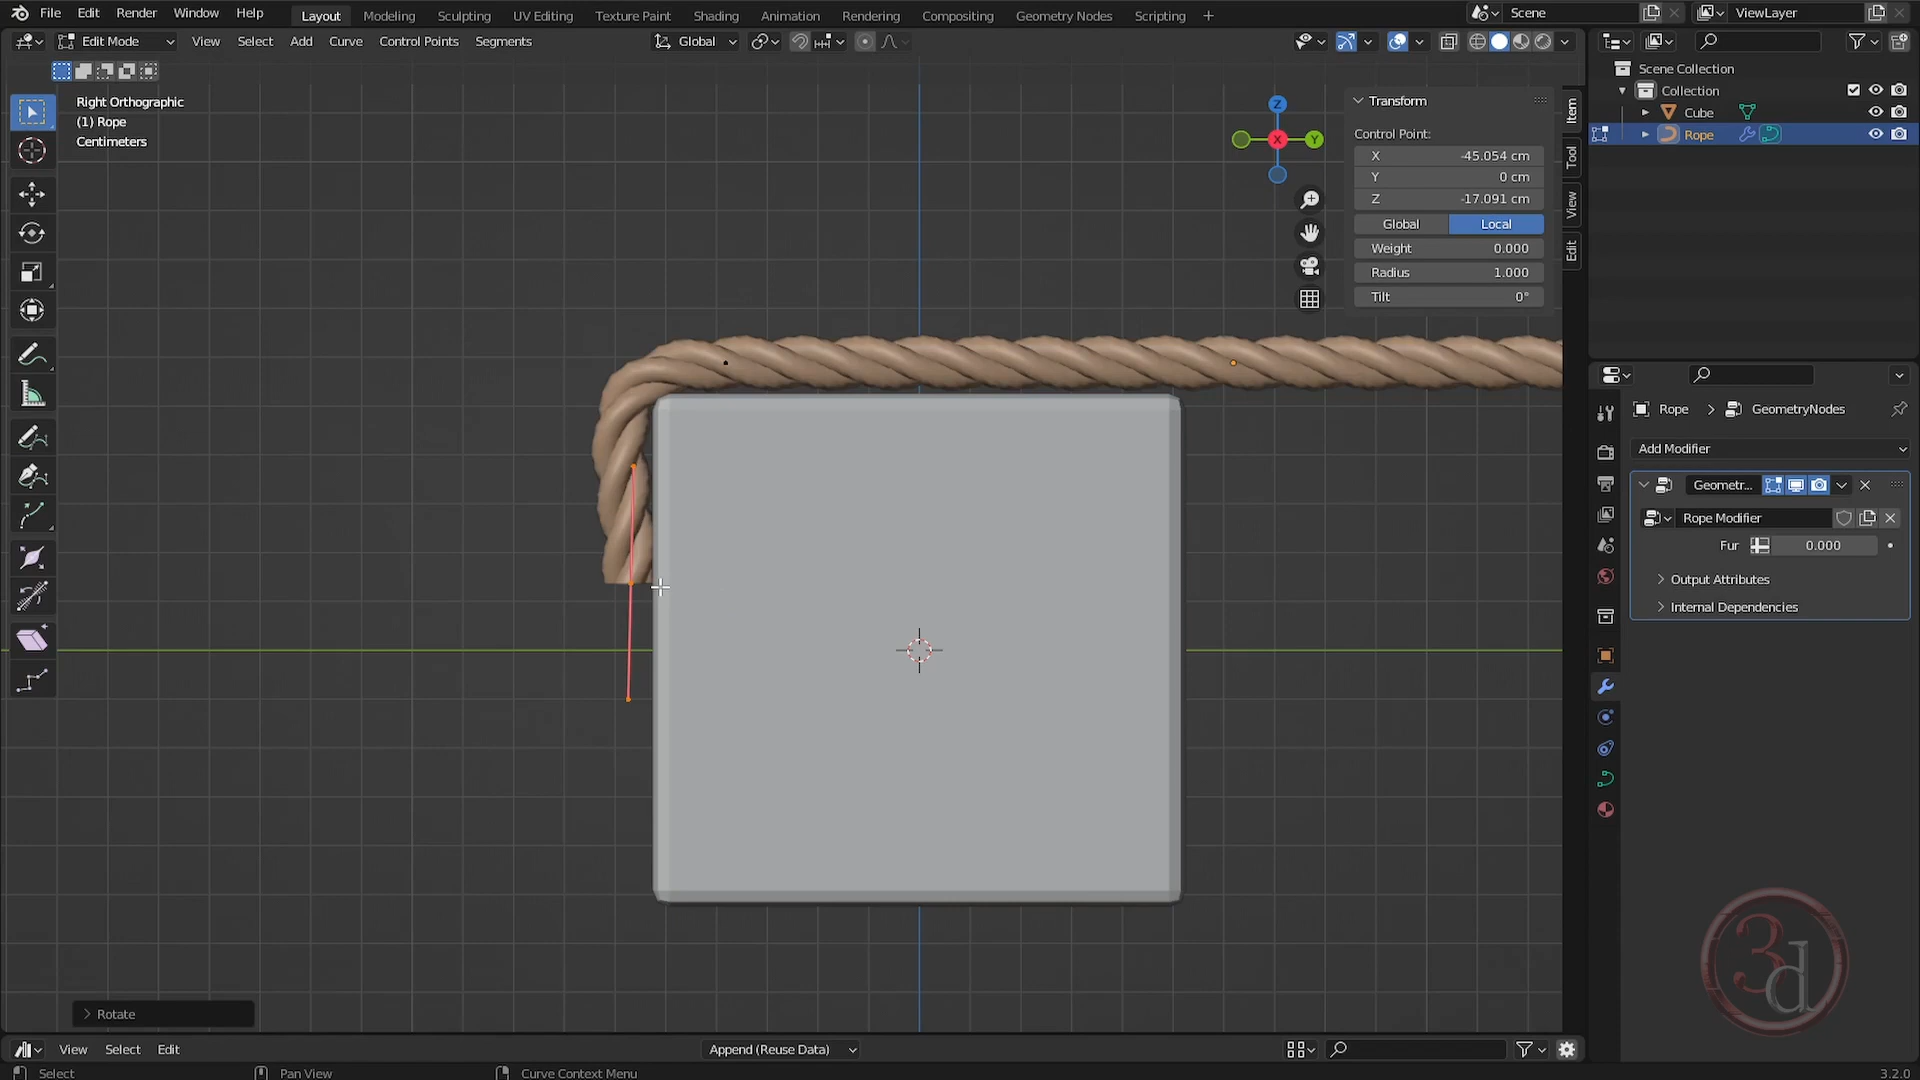 File Edit Render Window Help Layout Modeling Sculpting UV Editing Texture Paint Shading Animation Rendering Compositing Geometry Nodes Scripting + Scene ViewLayer
Edit Mode View Select Add Curve Control Points Segments Global
Right Orthographic
(1) Rope
Centimeters
Z
X
Y
Transform
Control Point:
X -45.054 cm
Y 0 cm
Z -17.091 cm
Global Local
Weight 0.000
Radius 1.000
Tilt 0°
Item
Tool
View
Edit
Scene Collection
Collection
Cube
Rope
Rope > GeometryNodes
Add Modifier
Geometr...
Rope Modifier
Fur 0.000
Output Attributes
Internal Dependencies
3d
Rotate
View Select Edit Append (Reuse Data)
Select Pan View Curve Context Menu 3.2.0